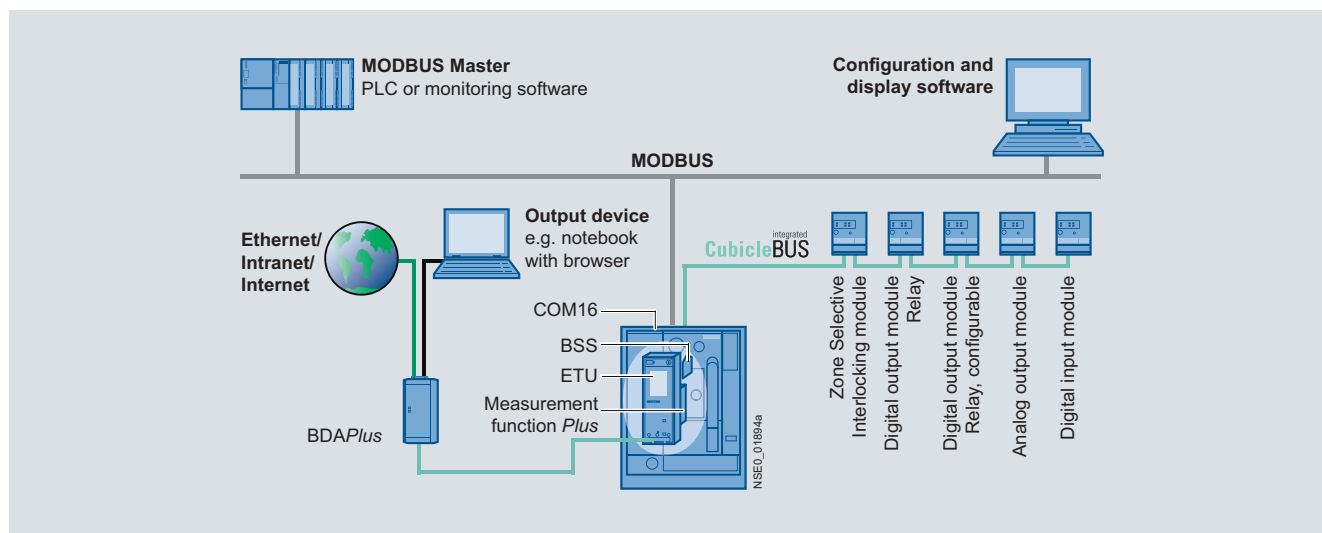 MODBUS Master
PLC or monitoring software
Configuration and
display software
MODBUS
Ethernet/
Intranet/
Internet
Output device
e.g. notebook
with browser
integrated
CubicleBUS
COM16
BSS
ETU
Measurement
function Plus
BDAPlus
NSE0_01894a
Zone Selective
Interlocking module
Digital output module
Relay
Digital output module
Relay, configurable
Analog output module
Digital input module